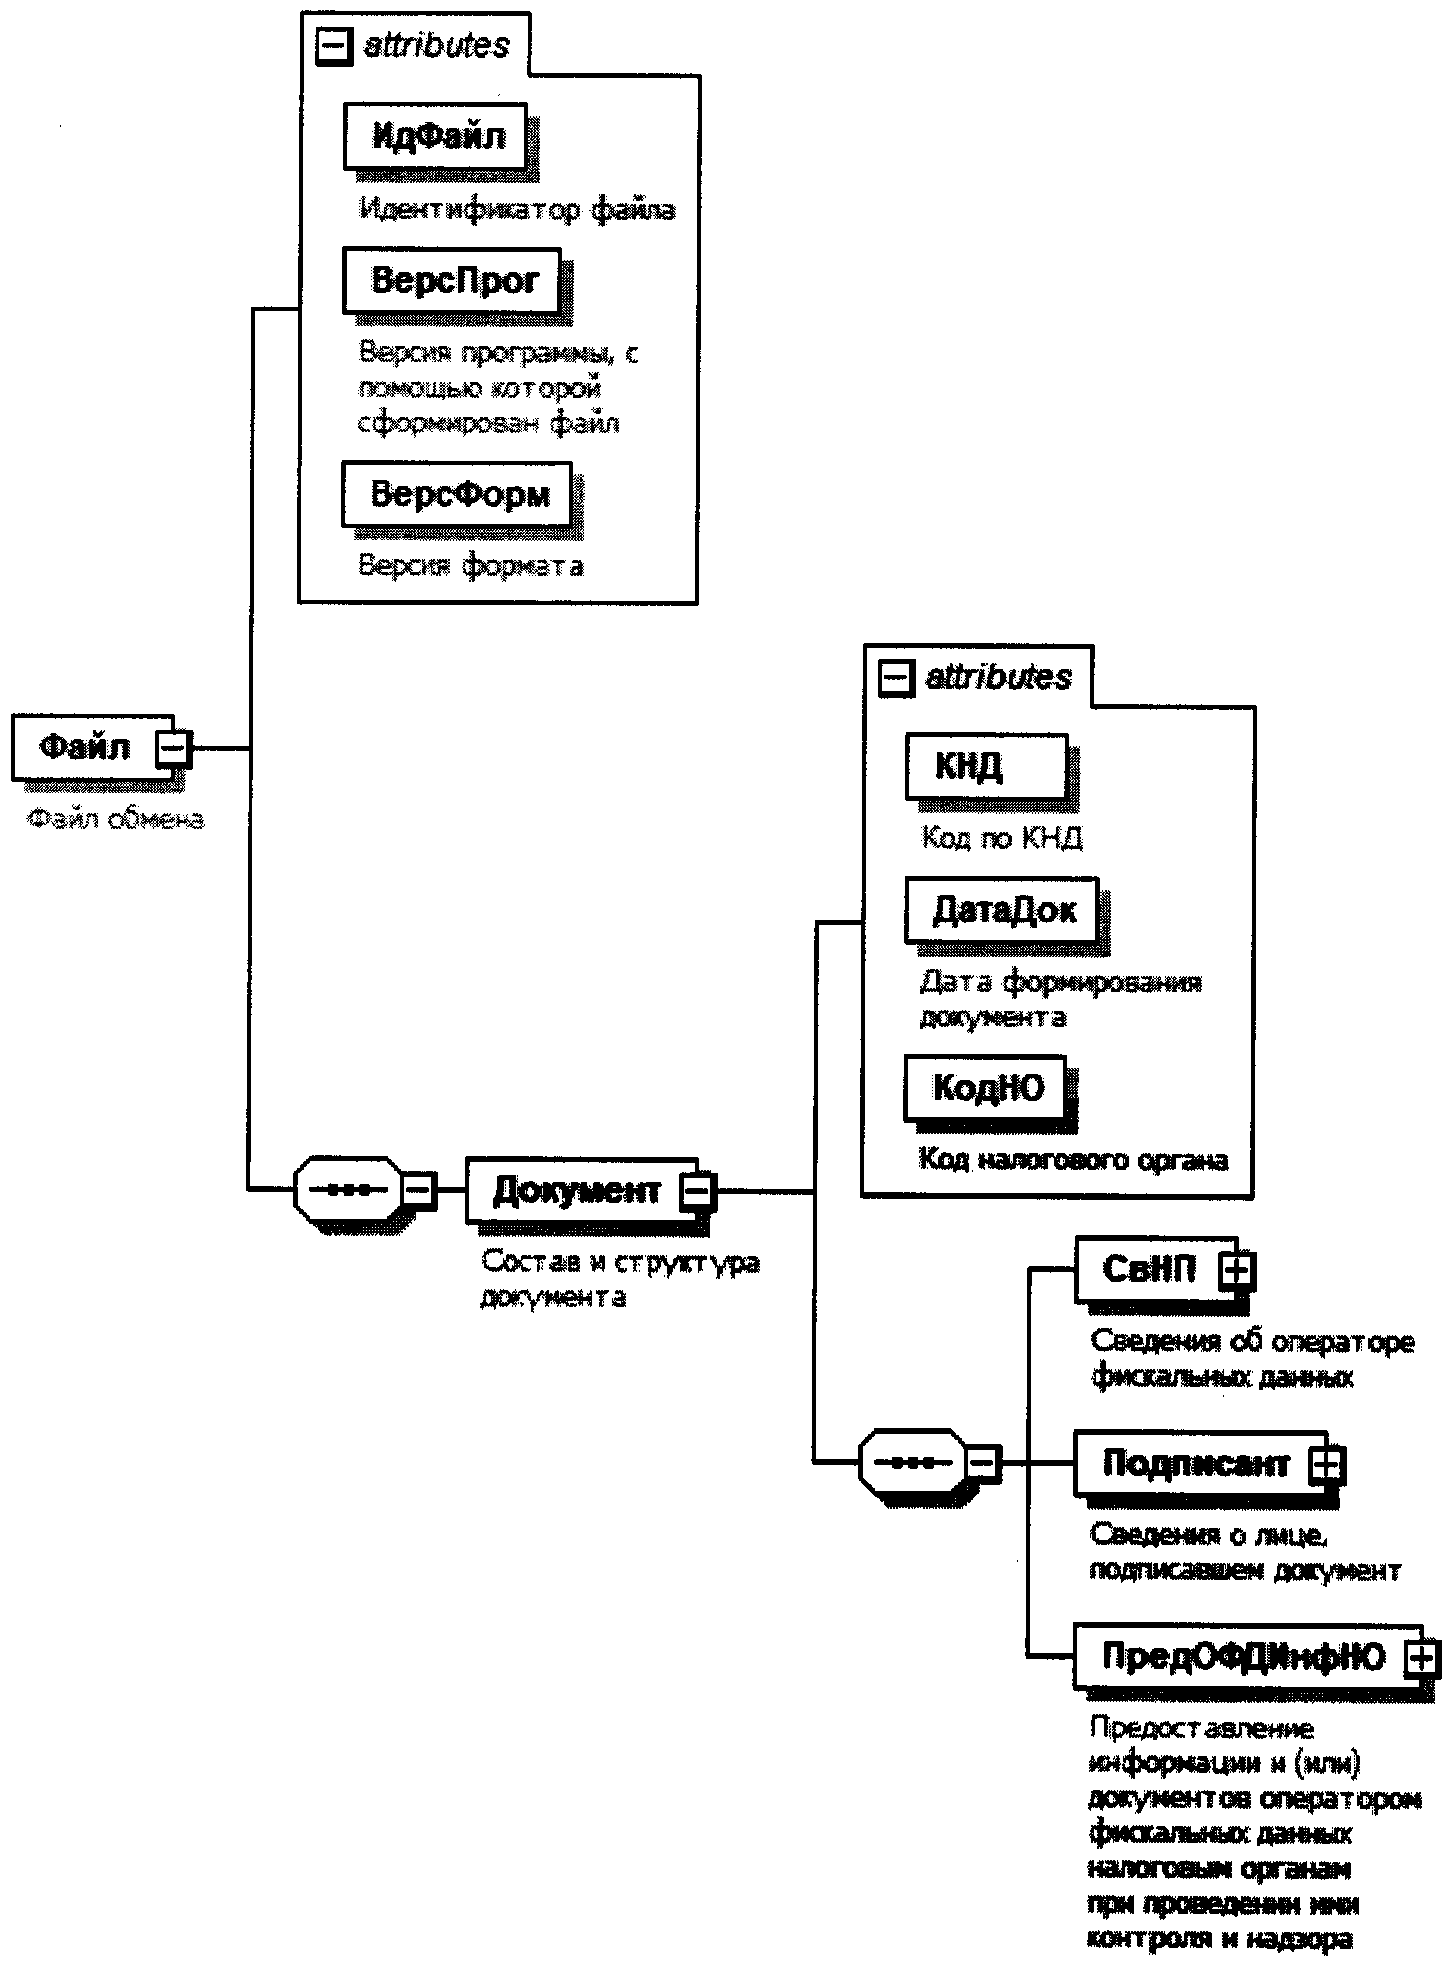 attributes
ИдФайл
Идентификатор файла
ВерсПрог
Версия программы, с
помощью которой
сформирован файл
ВерсФорм
Версия формата
Файл
Файл обмена
Документ
Состав и структура
документа
attributes
КНД
Код по КНД
ДатаДок
Дата формирования
документа
КодНО
Код налогового органа
СвНП
Сведения об операторе
фискальных данных
Подписант
Сведения о лице,
подписавшем документ
ПредОФДИнфНО
Предоставление
информации и (или)
документов оператором
фискальных данных
налоговым органам
при проведении ими
контроля и надзора